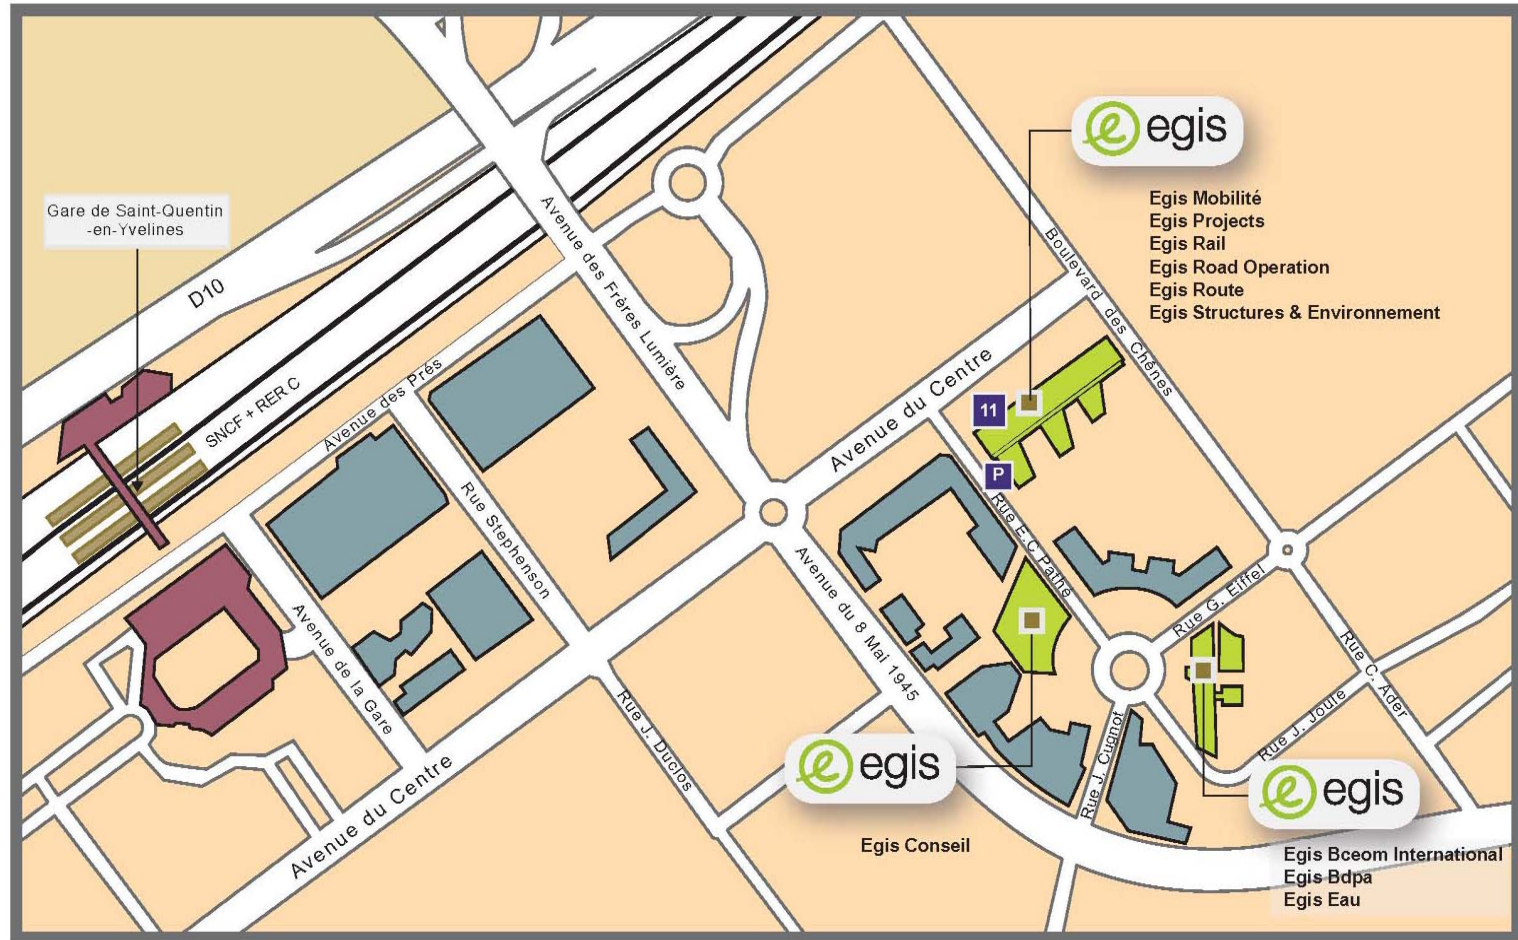 egis
Egis Mobilité
Egis Projects
Egis Rail
Egis Road Operation
Egis Route
Egis Structures & Environnement
Gare de Saint-Quentin
-en-Yvelines
D10
SNCF + RER C
Avenue des Prés
Avenue des Frères Lumière
Boulevard des Chênes
Avenue du Centre
11
P
Rue Stephenson
Rue E.C Pathé
Avenue de la Gare
Avenue du 8 Mai 1945
Rue G. Eiffel
Rue C. Ader
Rue J. Joule
Rue J. Duclos
Rue J. Cugnot
Avenue du Centre
egis
Egis Conseil
egis
Egis Bceom International
Egis Bdpa
Egis Eau